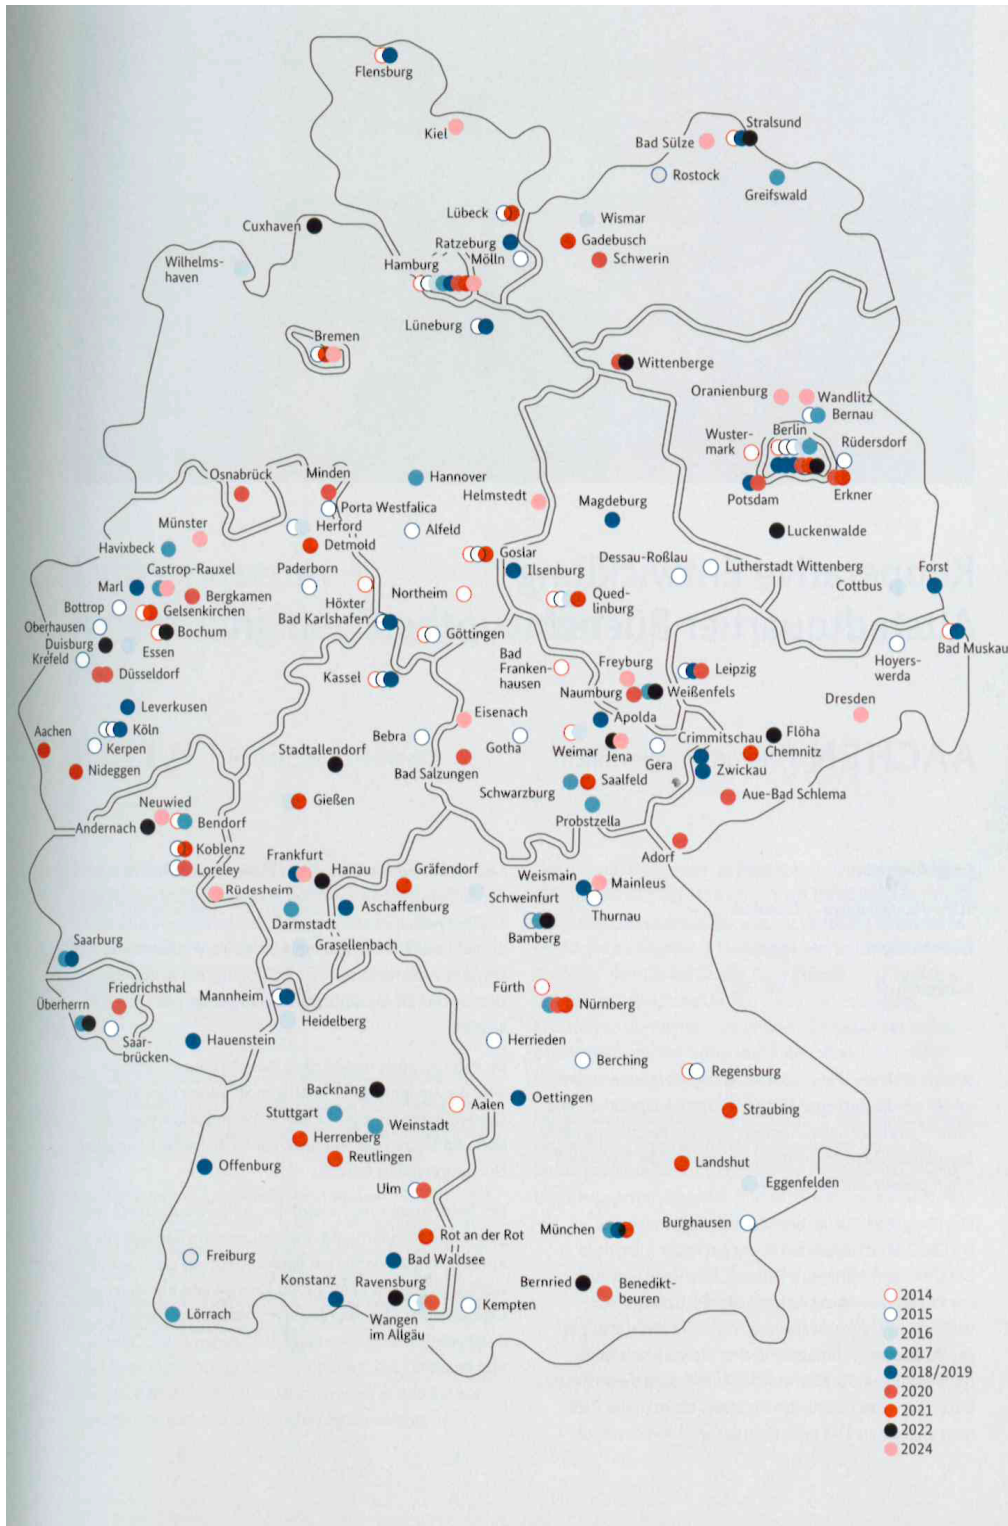 Flensburg
Kiel
Stralsund
Bad Sülze
Rostock
Greifswald
Lübeck
Wismar
Cuxhaven
Ratzeburg
Gadebusch
Mölln
Schwerin
Wilhelms-
haven
Hamburg
Lüneburg
Bremen
Wittenberge
Oranienburg
Wandlitz
Bernau
Wuster-
mark
Berlin
Rüdersdorf
Osnabrück
Minden
Hannover
Helmstedt
Magdeburg
Potsdam
Erkner
Porta Westfalica
Münster
Herford
Alfeld
Luckenwalde
Havixbeck
Detmold
Goslar
Dessau-Roßlau
Lutherstadt Wittenberg
Castrop-Rauxel
Paderborn
Ilsenburg
Cottbus
Forst
Marl
Bergkamen
Höxter
Northeim
Qued-
linburg
Bottrop
Gelsenkirchen
Bad Karlshafen
Oberhausen
Bochum
Göttingen
Duisburg
Essen
Hoyers-
werda
Bad Muskau
Krefeld
Düsseldorf
Kassel
Bad
Franken-
hausen
Freyburg
Leipzig
Naumburg
Weißenfels
Dresden
Leverkusen
Eisenach
Apolda
Köln
Bebra
Gotha
Crimmitschau
Flöha
Aachen
Kerpen
Stadtallendorf
Weimar
Jena
Gera
Chemnitz
Nideggen
Bad Salzungen
Zwickau
Schwarzburg
Saalfeld
Aue-Bad Schlema
Neuwied
Gießen
Probstzella
Andernach
Bendorf
Koblenz
Adorf
Loreley
Frankfurt
Hanau
Gräfendorf
Weismain
Mainleus
Rüdesheim
Schweinfurt
Thurnau
Darmstadt
Aschaffenburg
Bamberg
Saarburg
Grasellenbach
Friedrichsthal
Mannheim
Fürth
Überherrn
Nürnberg
Heidelberg
Saar-
brücken
Hauenstein
Herrieden
Berching
Regensburg
Backnang
Aalen
Oettingen
Stuttgart
Weinstadt
Straubing
Herrenberg
Reutlingen
Offenburg
Landshut
Eggenfelden
Ulm
Rot an der Rot
München
Burghausen
Freiburg
Bad Waldsee
Konstanz
Ravensburg
Bernried
Benedikt-
beuren
Lörrach
Wangen
im Allgäu
Kempten
2014
2015
2016
2017
2018/2019
2020
2021
2022
2024